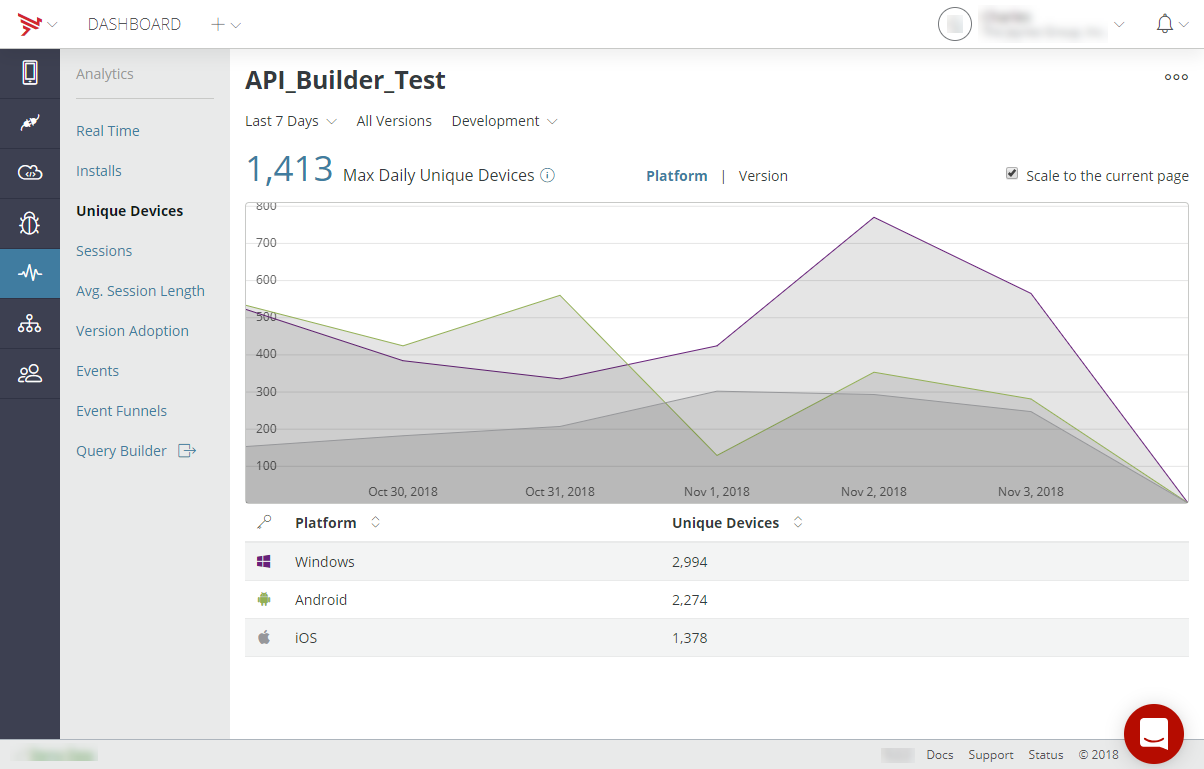 DASHBOARD
Analytics
Real Time
Installs
Unique Devices
Sessions
Avg. Session Length
Version Adoption
Events
Event Funnels
Query Builder
API_Builder_Test
Last 7 Days All Versions Development
1,413 Max Daily Unique Devices
Platform | Version
Scale to the current page
800
700
600
500
400
300
200
100
Oct 30, 2018 Oct 31, 2018 Nov 1, 2018 Nov 2, 2018 Nov 3, 2018
Platform Unique Devices
Windows 2,994
Android 2,274
iOS 1,378
Docs Support Status © 2018